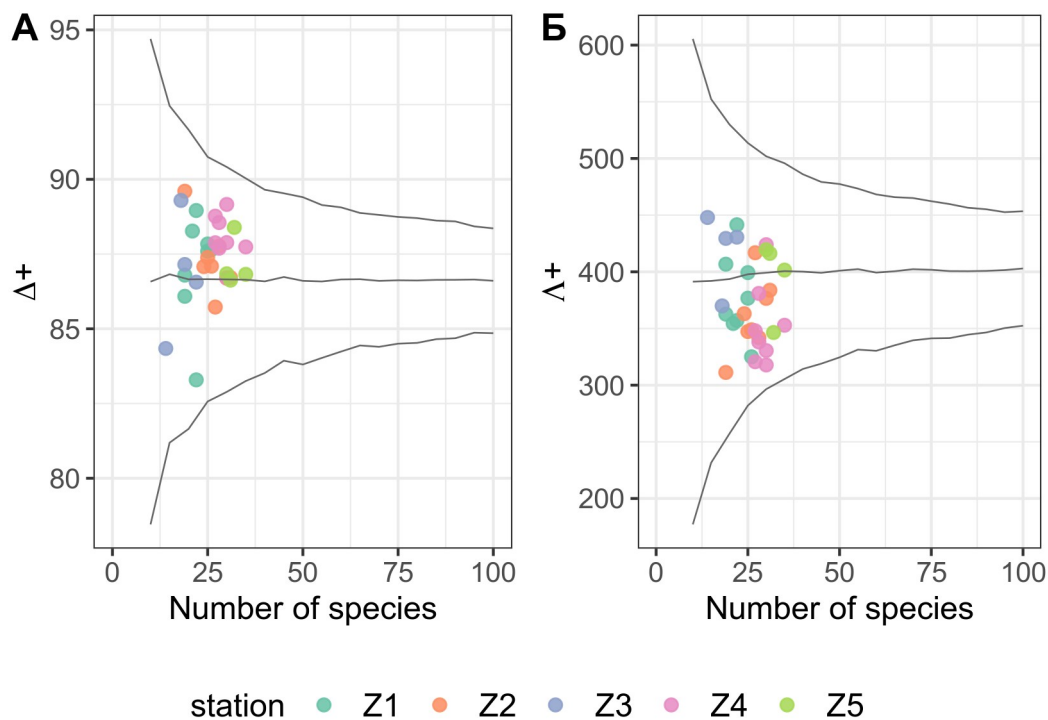 А
Б
95
90
85
80
Δ+
0 25 50 75 100
Number of species
600
500
400
300
200
Λ+
0 25 50 75 100
Number of species
station Z1 Z2 Z3 Z4 Z5